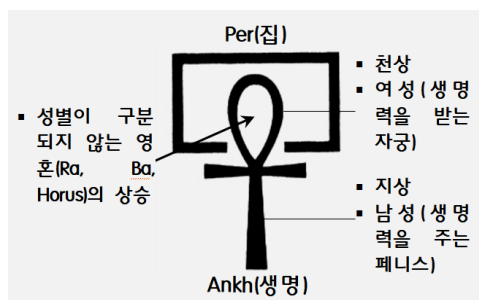 Per(집)
▪ 성별이 구분
되지 않는 영
혼(Ra, Ba,
Horus)의 상승
▪ 천상
▪ 여성(생명
력을 받는
자궁)
▪ 지상
▪ 남성(생명
력을 주는
페니스)
Ankh(생명)